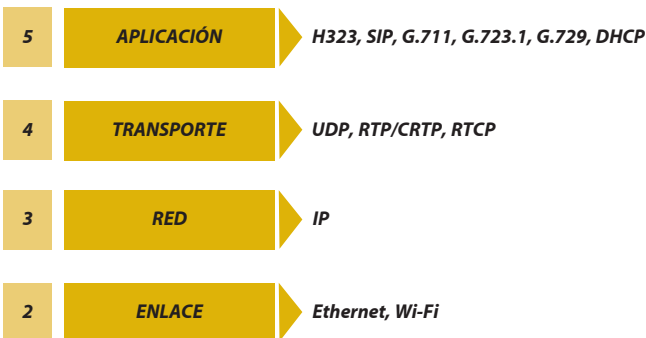 5 APLICACIÓN H323, SIP, G.711, G.723.1, G.729, DHCP
4 TRANSPORTE UDP, RTP/CRTP, RTCP
3 RED IP
2 ENLACE Ethernet, Wi-Fi